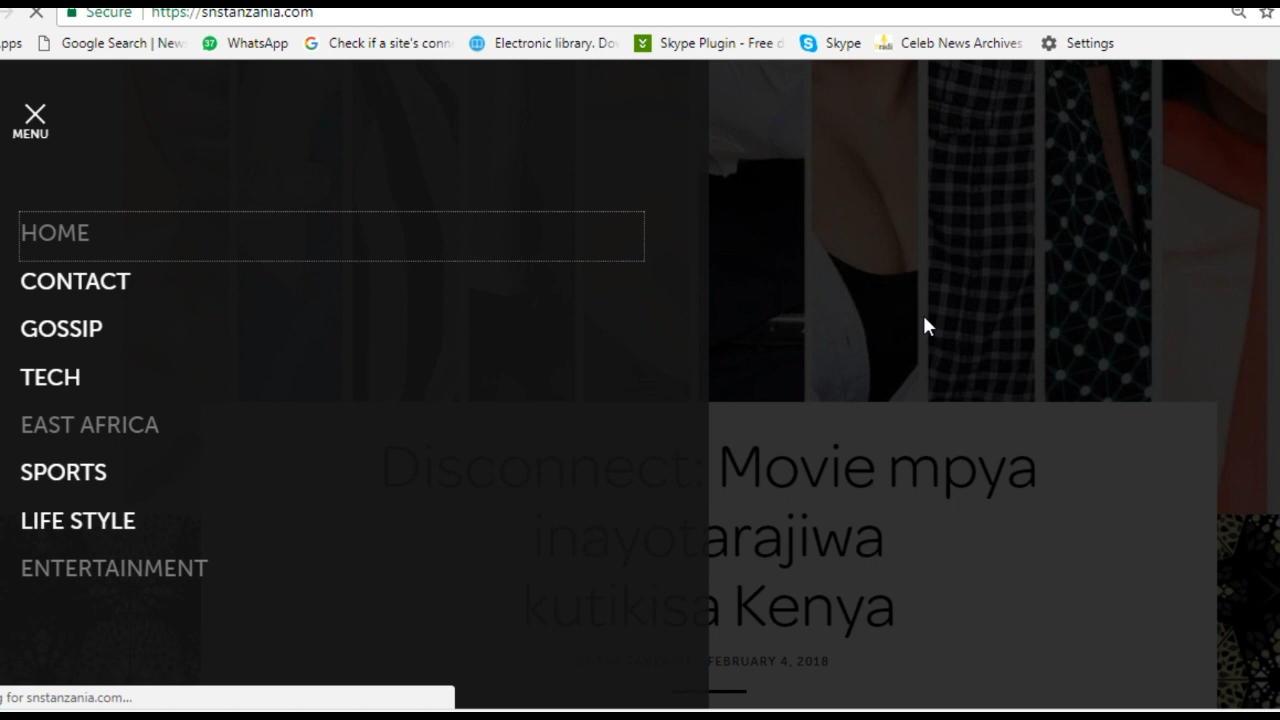 Secure https://snstanzania.com
pps Google Search | New 37 WhatsApp Check if a site's conn Electronic library. Do Skype Plugin - Free d Skype Celeb News Archives Settings
MENU
HOME
CONTACT
GOSSIP
TECH
EAST AFRICA
SPORTS
LIFE STYLE
ENTERTAINMENT
Disconnect: Movie mpya
inayotarajiwa
kutikisa Kenya
FEBRUARY 4, 2018
g for snstanzania.com...